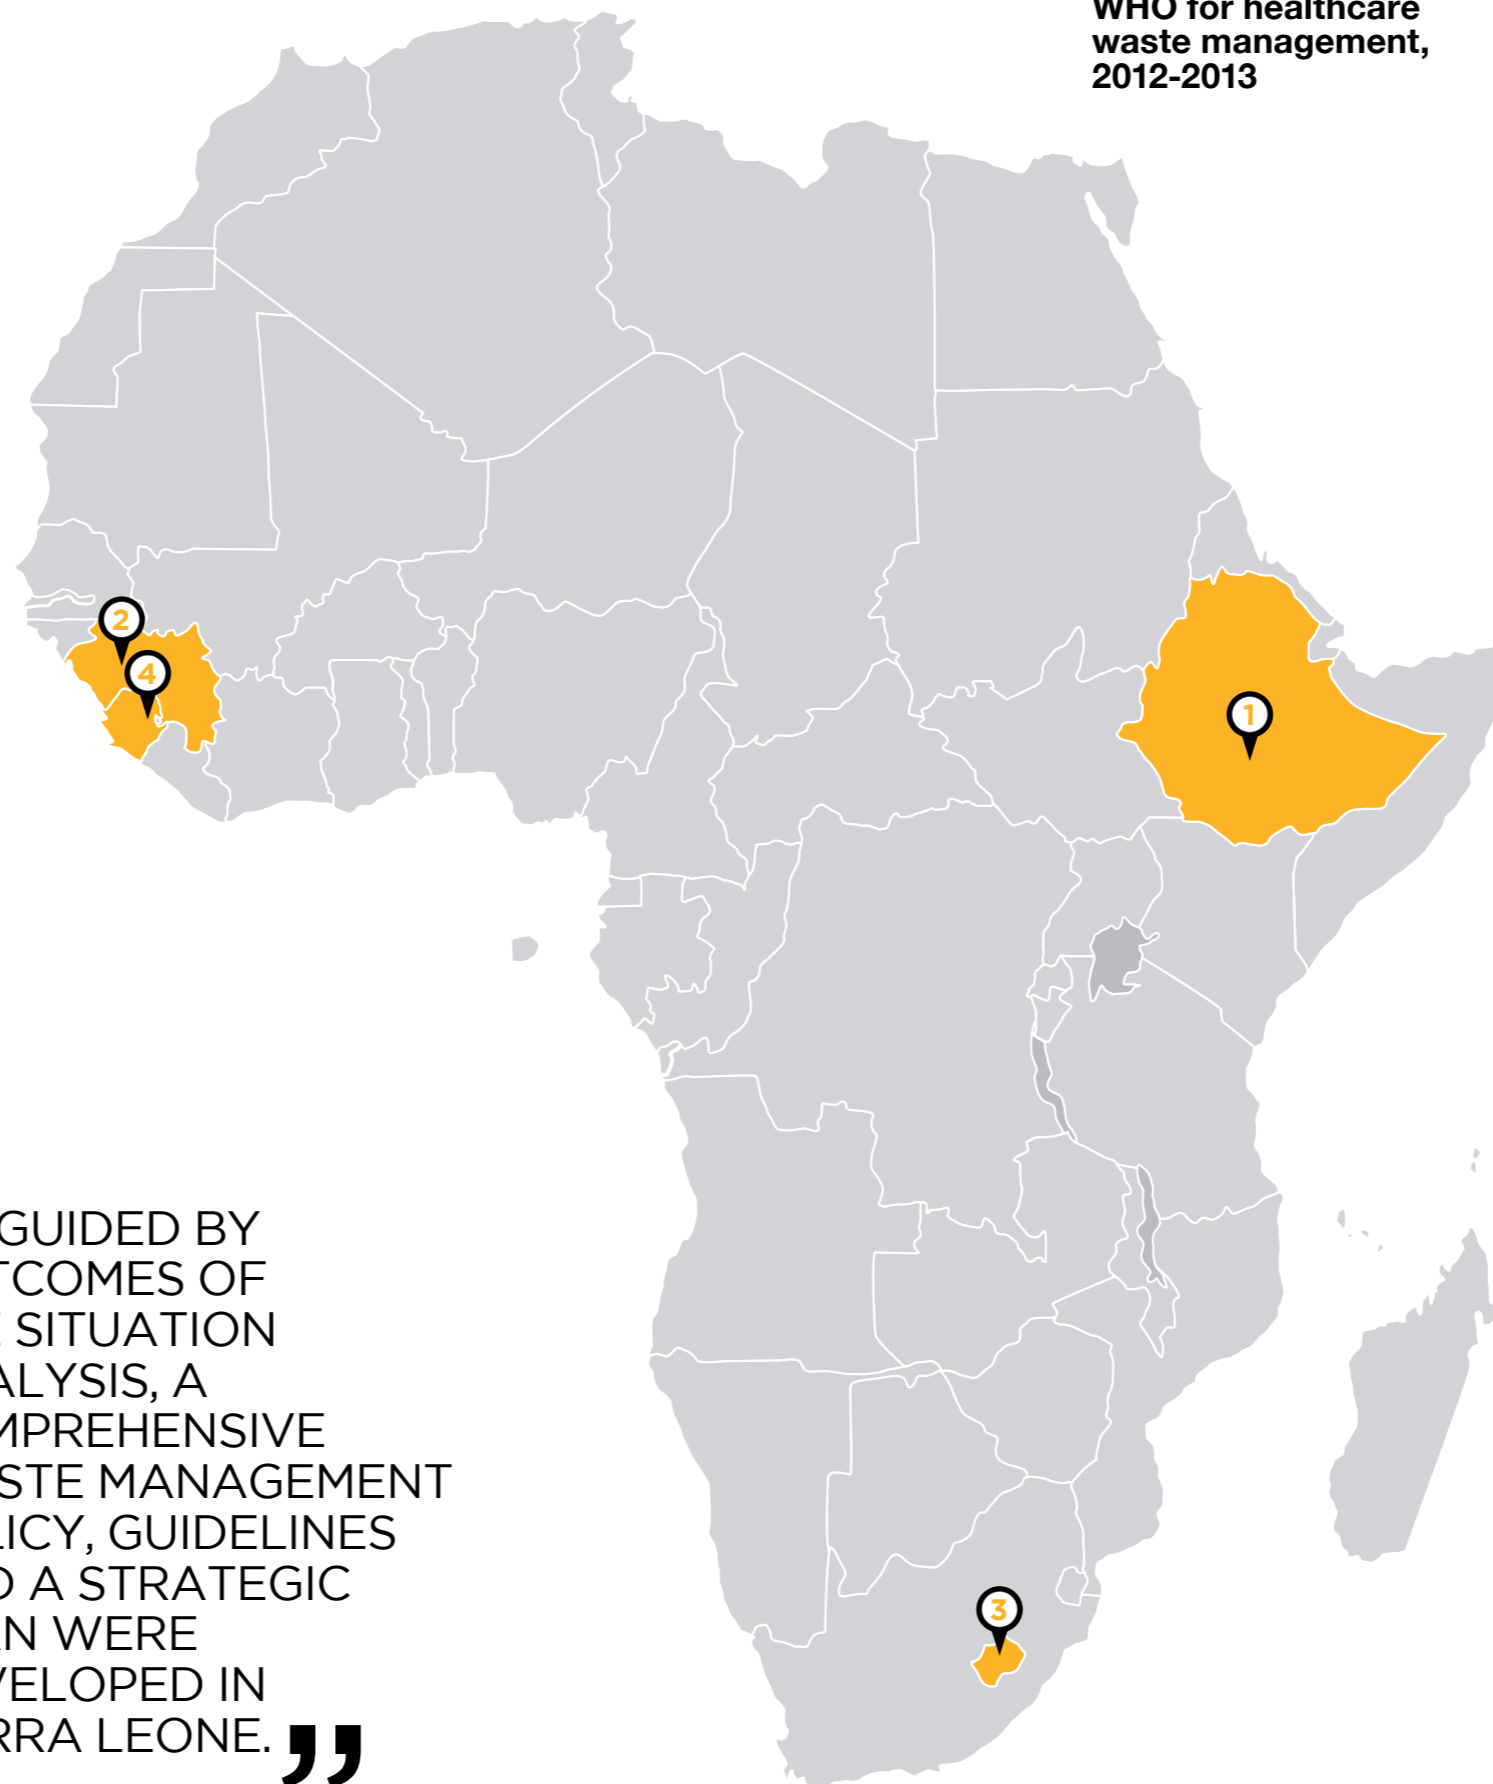 WHO for healthcare
waste management,
2012-2013
2
4
1
3
GUIDED BY
TCOMES OF
SITUATION
ALYSIS, A
MPREHENSIVE
STE MANAGEMENT
LICY, GUIDELINES
A STRATEGIC
N WERE
VELOPED IN
RRA LEONE. ”